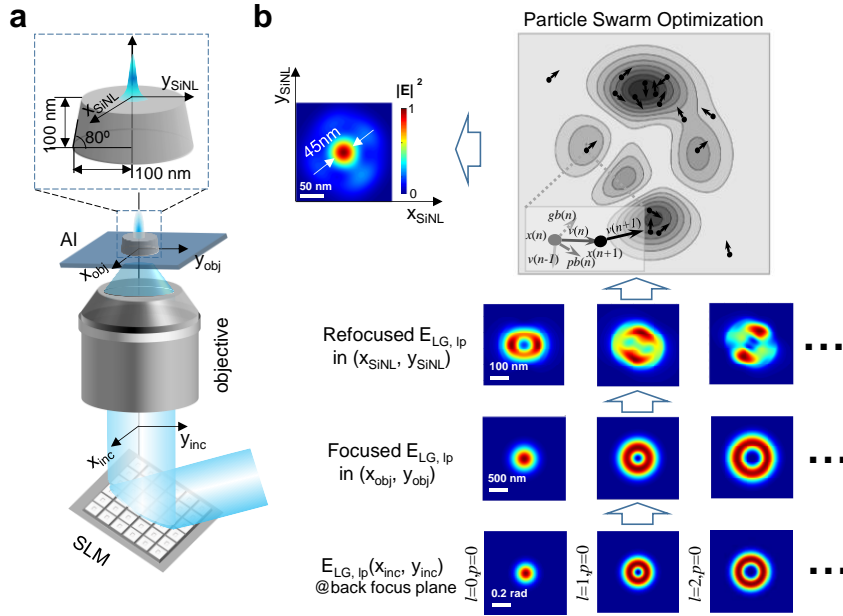 a
y_SiNL
x_SiNL
100 nm
80º
100 nm
Al
x_obj
y_obj
objective
x_inc
y_inc
SLM
b
Particle Swarm Optimization
y_SiNL
|E|²
1
0
45nm
50 nm
x_SiNL
gb(n)
x(n)
v(n)
v(n+1)
x(n+1)
v(n-1)
pb(n)
Refocused E_LG, lp
in (x_SiNL, y_SiNL)
100 nm
...
Focused E_LG, lp
in (x_obj, y_obj)
500 nm
...
E_LG, lp(x_inc, y_inc)
@back focus plane
l=0,p=0
0.2 rad
l=1,p=0
l=2,p=0
...